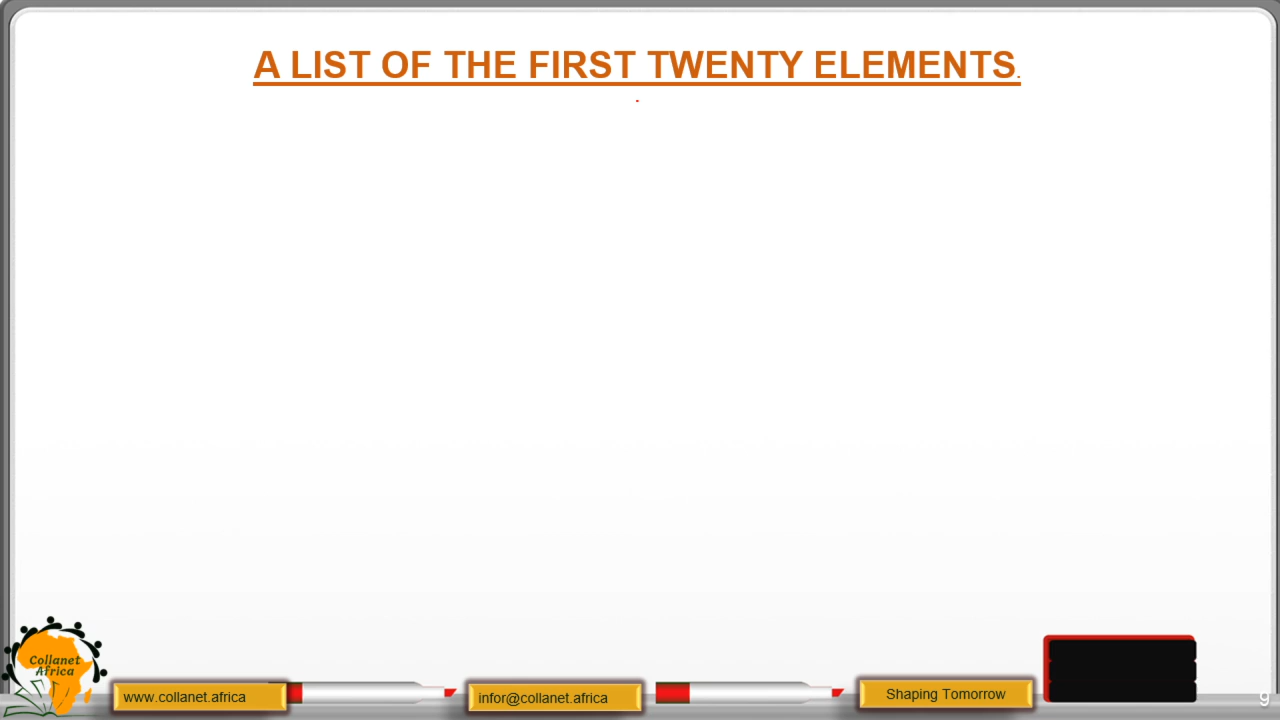 A LIST OF THE FIRST TWENTY ELEMENTS.
.
Collanet
Africa
www.collanet.africa
infor@collanet.africa
Shaping Tomorrow
9